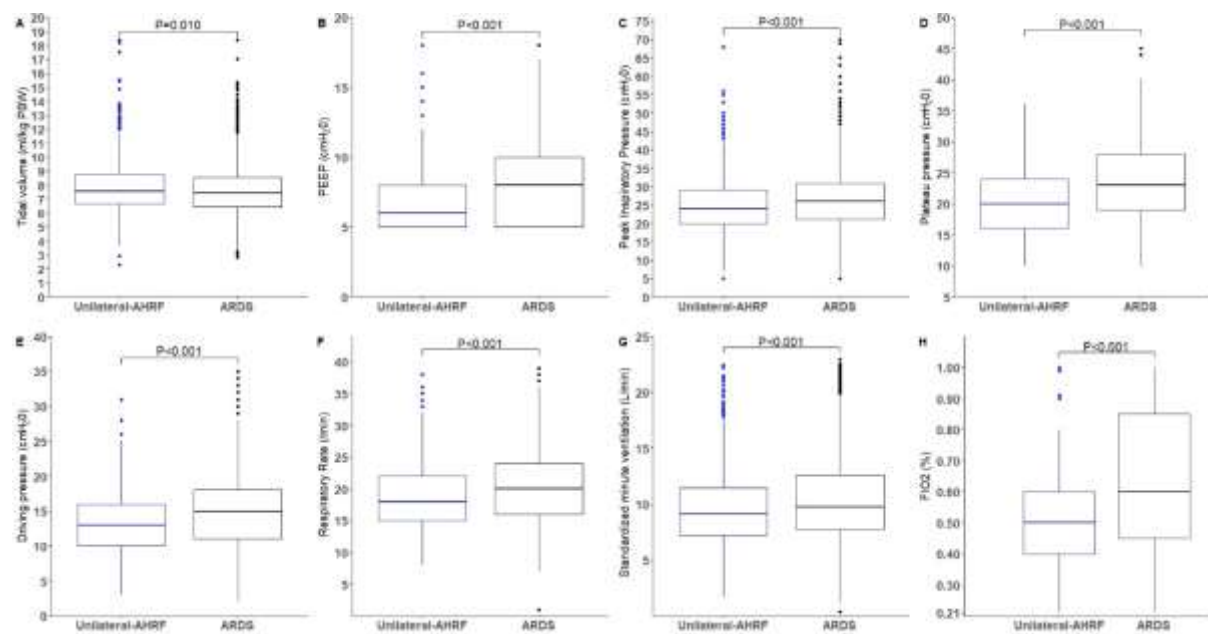 A
P=0.010
20
19
18
17
16
15
14
13
12
11
10
9
8
7
6
5
4
3
2
1
0
Tidal volume (ml/kg PBW)
Unilateral-AHRF ARDS
B
P<0.001
20
15
10
5
0
PEEP (cmH20)
Unilateral-AHRF ARDS
C
P<0.001
75
70
65
60
55
50
45
40
35
30
25
20
15
10
5
0
Peak Inspiratory Pressure (cmH20)
Unilateral-AHRF ARDS
D
P<0.001
50
45
40
35
30
25
20
15
10
5
Plateau pressure (cmH20)
Unilateral-AHRF ARDS
E
P<0.001
40
35
30
25
20
15
10
5
0
Driving pressure (cmH20)
Unilateral-AHRF ARDS
F
P<0.001
40
35
30
25
20
15
10
5
Respiratory Rate (/min)
Unilateral-AHRF ARDS
G
P<0.001
25
20
15
10
5
Standardized minute ventilation (L/min)
Unilateral-AHRF ARDS
H
P<0.001
1.00
0.90
0.80
0.70
0.60
0.50
0.40
0.30
0.21
FIO2 (%)
Unilateral-AHRF ARDS